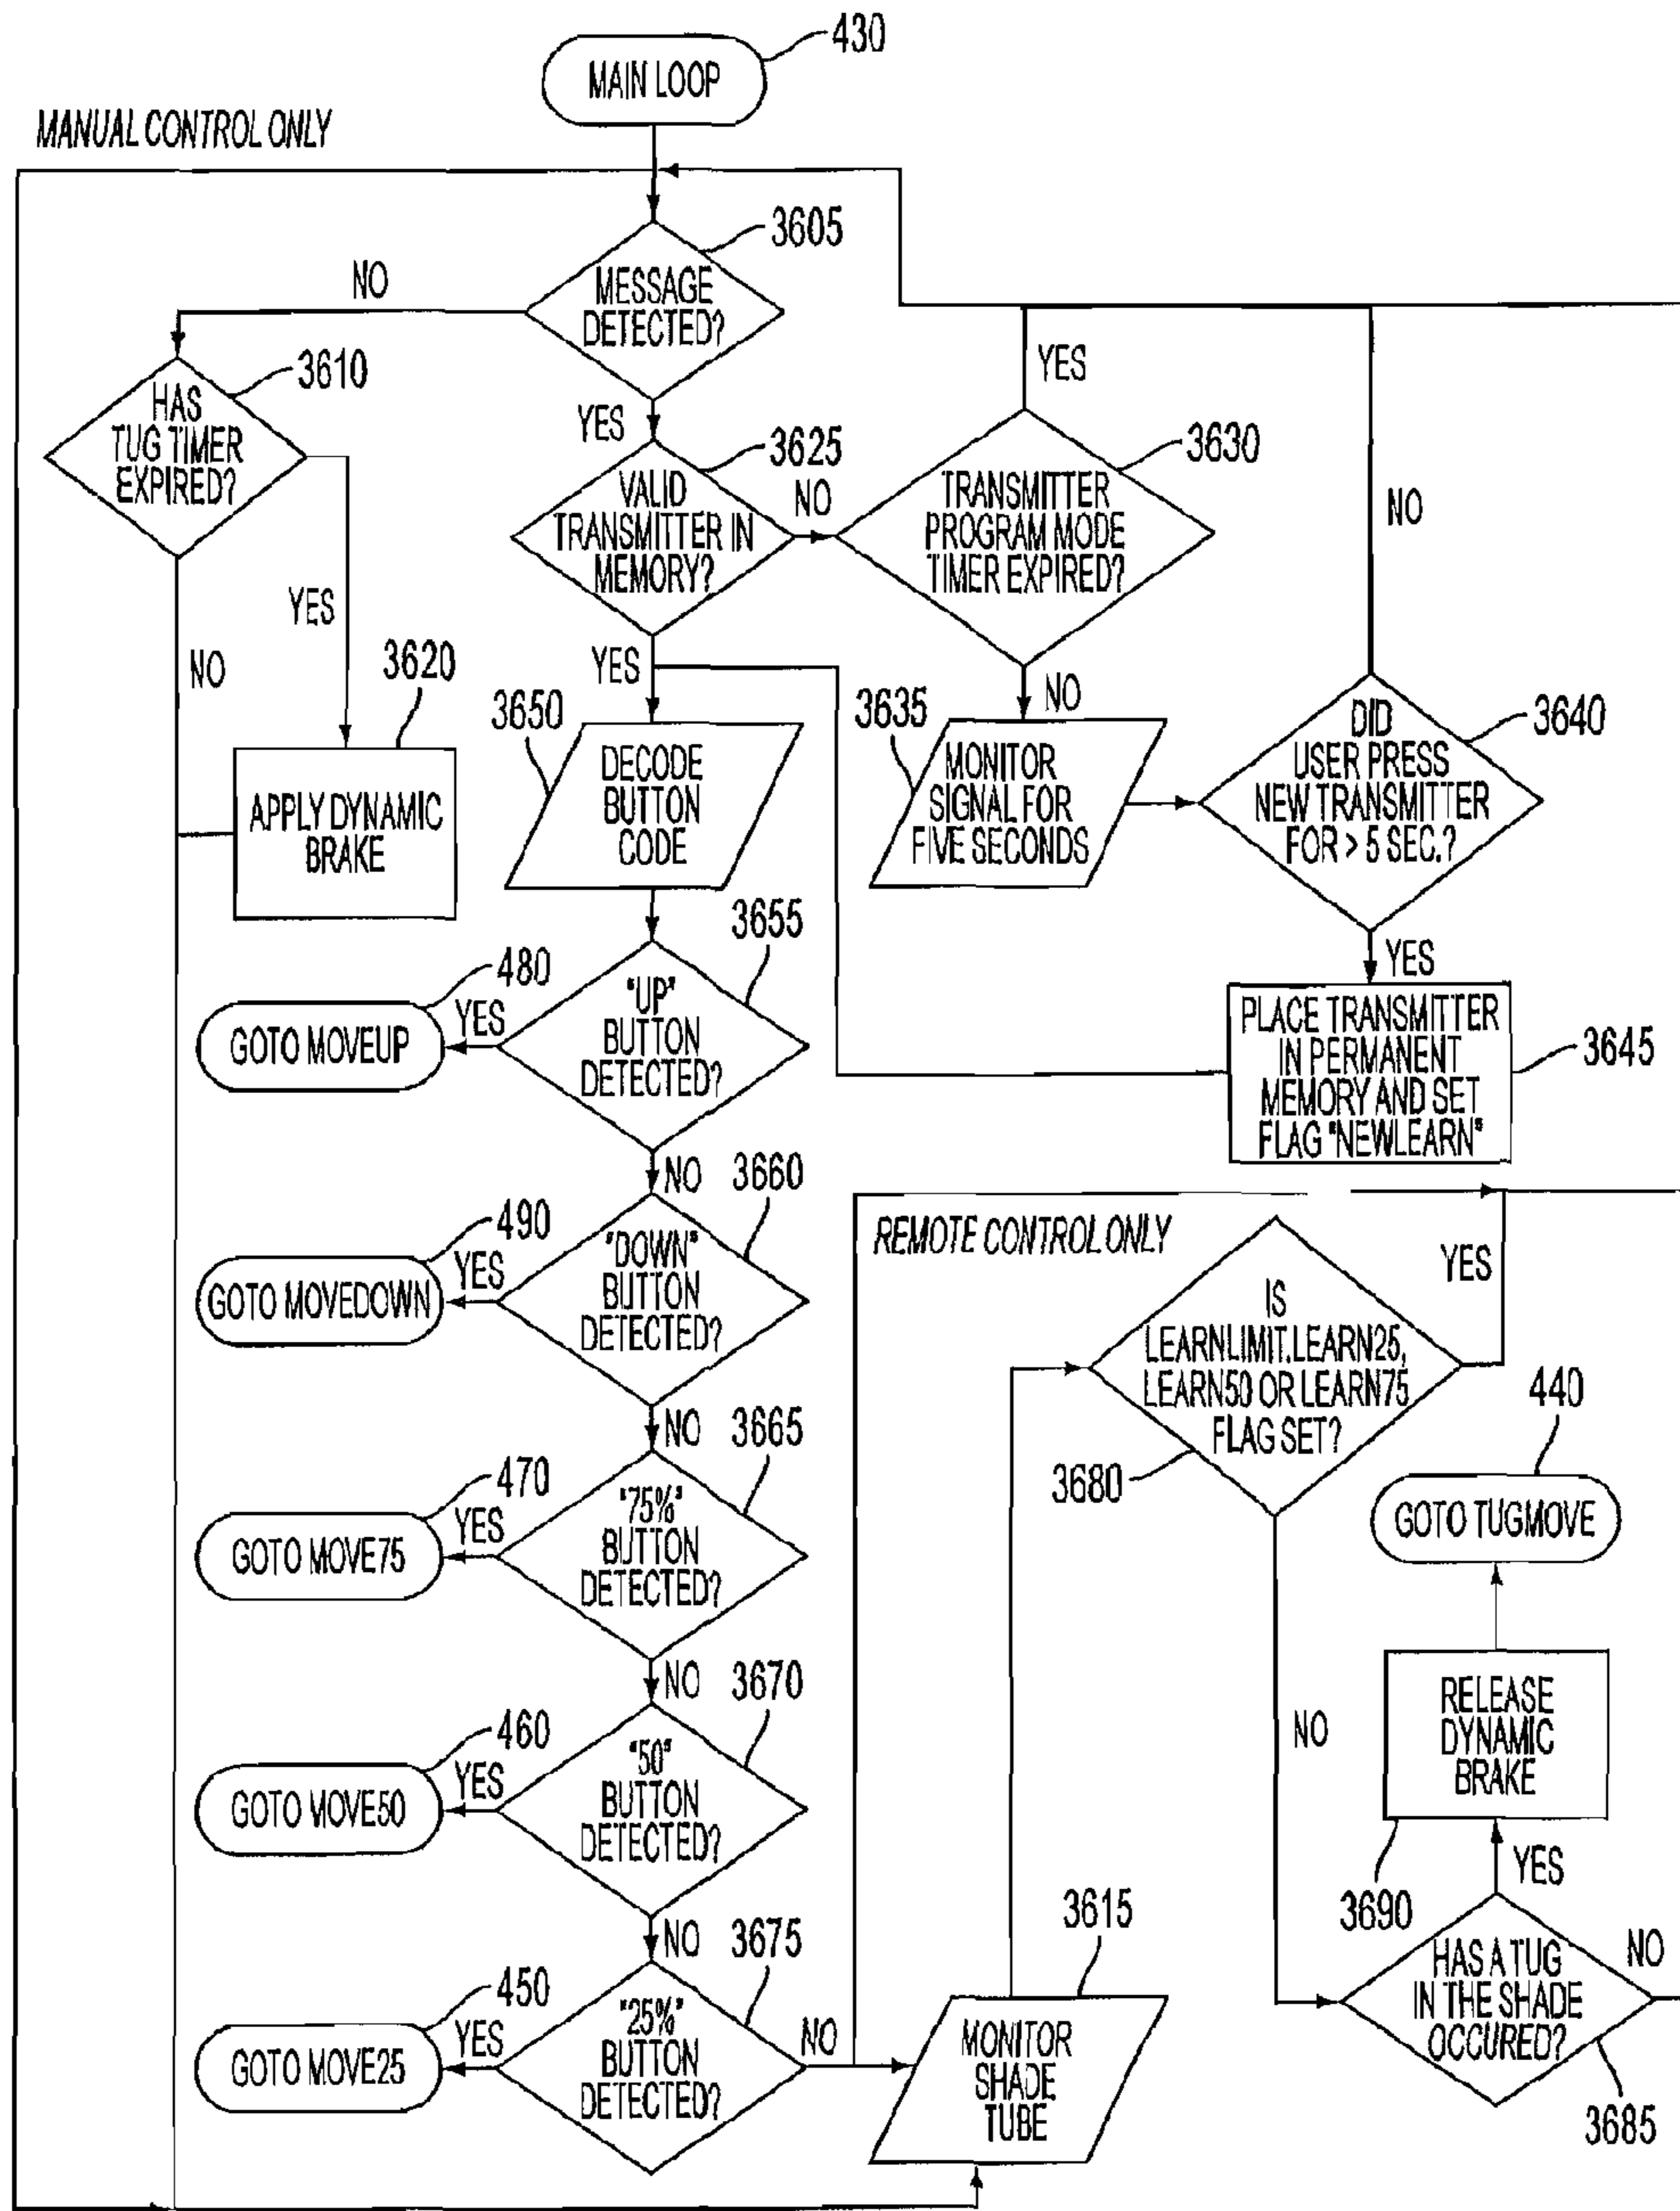 430
MAIN LOOP
MANUAL CONTROL ONLY
3605
NO
MESSAGE
DETECTED?
YES
3610
HAS
TUG TIMER
EXPIRED?
YES
3625
VALID
TRANSMITTER IN
MEMORY?
NO
3630
TRANSMITTER
PROGRAM MODE
TIMER EXPIRED?
NO
YES
NO
3620
APPLY DYNAMIC
BRAKE
YES
3650
DECODE
BUTTON
CODE
NO
3635
MONITOR
SIGNAL FOR
FIVE SECONDS
3640
DID
USER PRESS
NEW TRANSMITTER
FOR > 5 SEC.?
YES
PLACE TRANSMITTER
IN PERMANENT
MEMORY AND SET
FLAG "NEWLEARN"
3645
3655
"UP"
BUTTON
DETECTED?
480
YES
GOTO MOVEUP
NO
3660
"DOWN"
BUTTON
DETECTED?
490
YES
GOTO MOVEDOWN
NO
REMOTE CONTROL ONLY
YES
IS
LEARNLIMIT.LEARN25,
LEARN50 OR LEARN75
FLAG SET?
3680
440
GOTO TUGMOVE
3665
"75%"
BUTTON
DETECTED?
470
YES
GOTO MOVE75
NO
3670
"50"
BUTTON
DETECTED?
460
YES
GOTO MOVE50
NO
NO
RELEASE
DYNAMIC
BRAKE
3690
YES
3675
"25%"
BUTTON
DETECTED?
450
YES
GOTO MOVE25
NO
3615
MONITOR
SHADE
TUBE
HAS A TUG
IN THE SHADE
OCCURED?
NO
3685